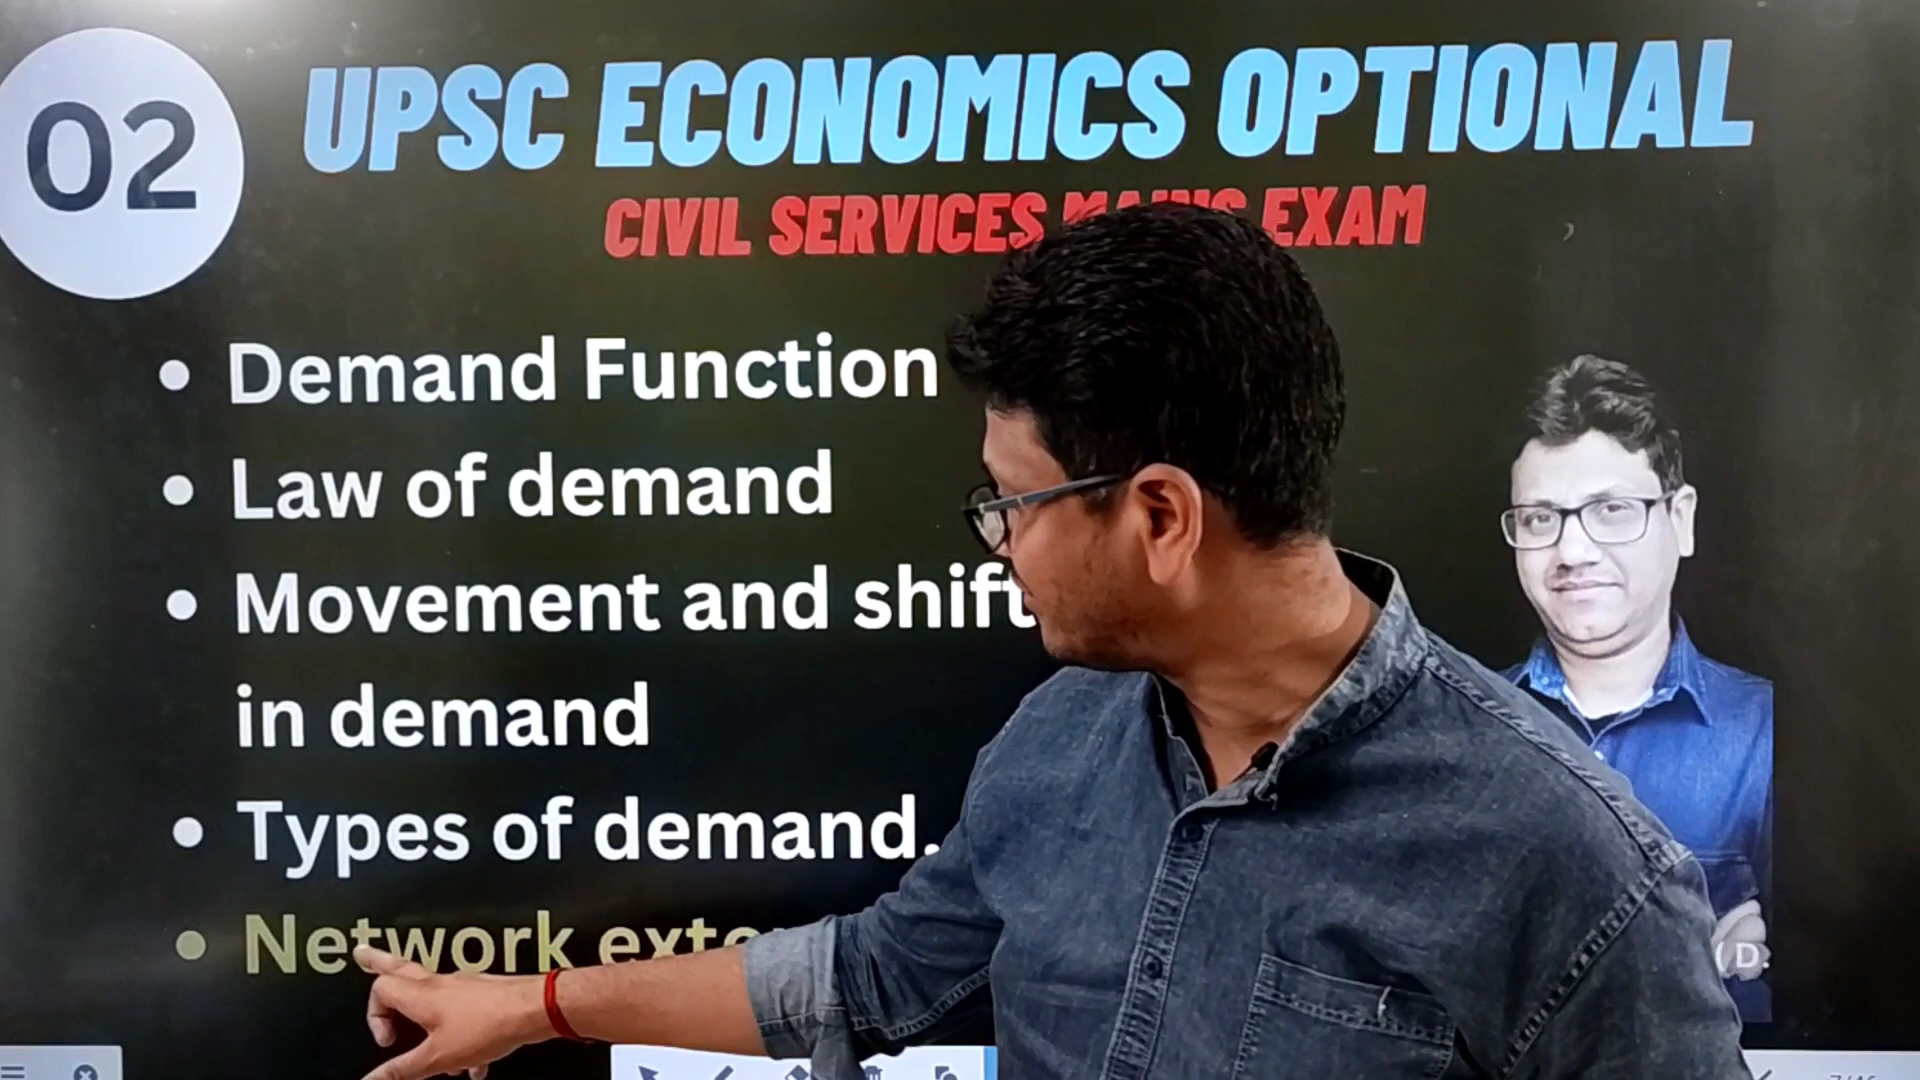 02
UPSC ECONOMICS OPTIONAL
CIVIL SERVICES EXAM
Demand Function
Law of demand
Movement and shift
in demand
Types of demand.
Network
D.